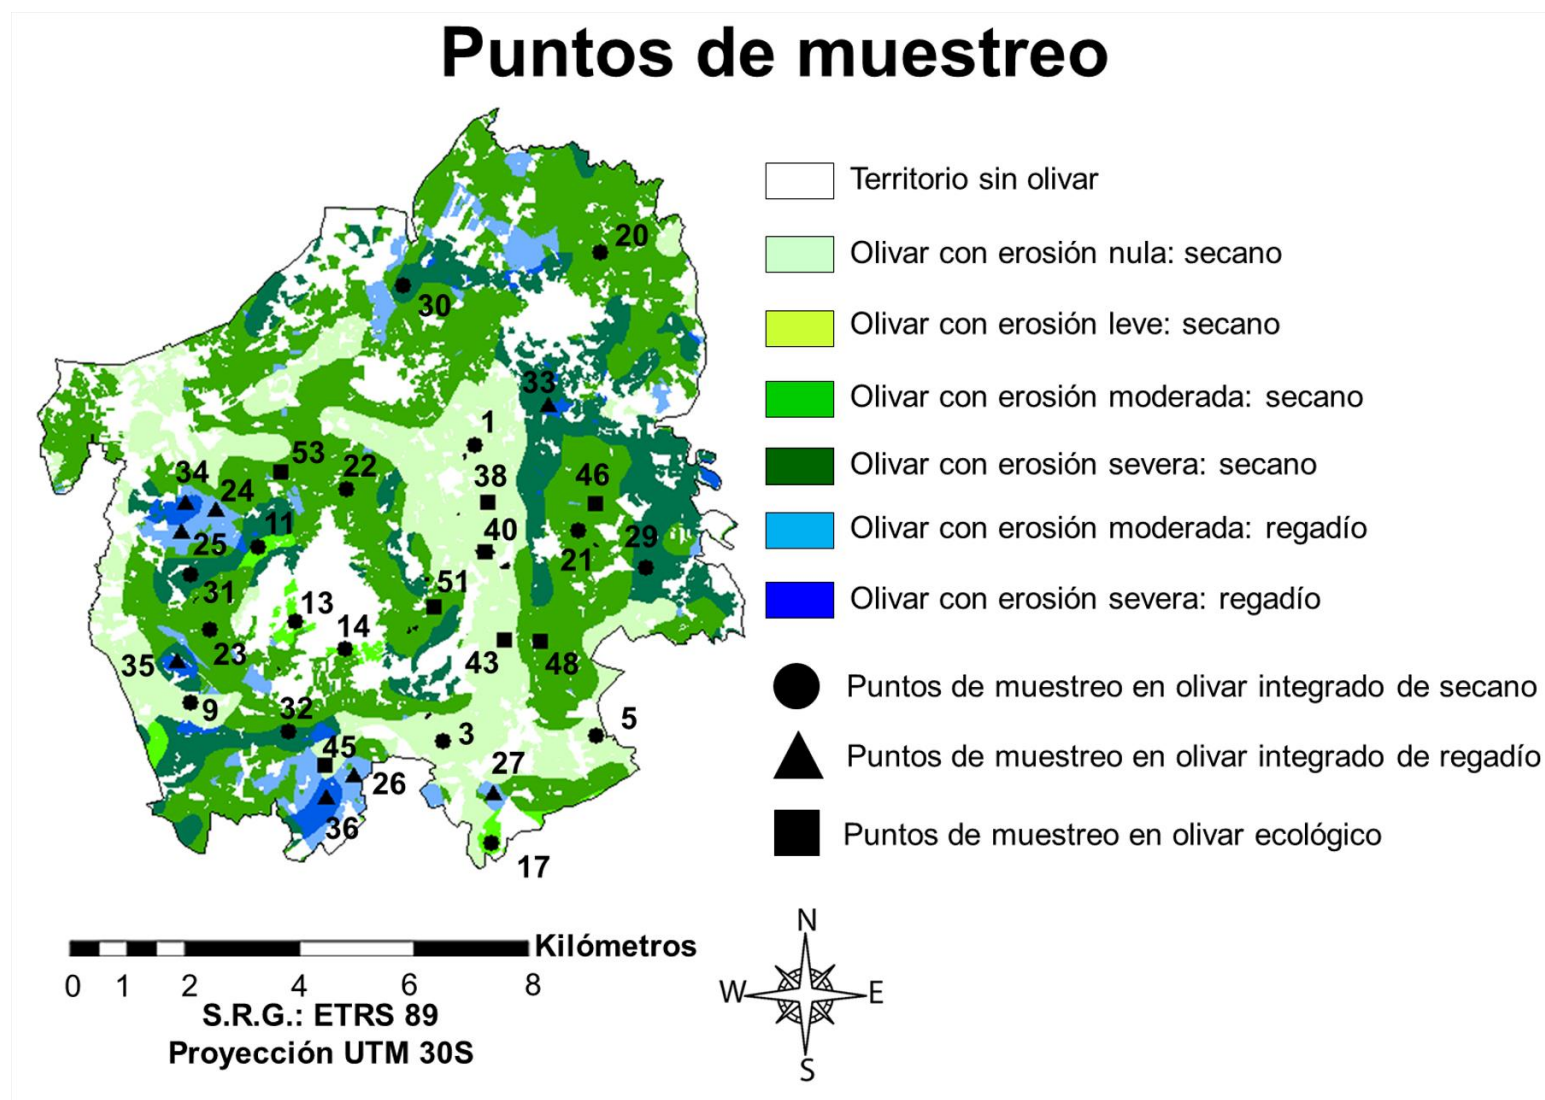 Puntos de muestreo
Territorio sin olivar
Olivar con erosión nula: secano
Olivar con erosión leve: secano
Olivar con erosión moderada: secano
Olivar con erosión severa: secano
Olivar con erosión moderada: regadío
Olivar con erosión severa: regadío
Puntos de muestreo en olivar integrado de secano
Puntos de muestreo en olivar integrado de regadío
Puntos de muestreo en olivar ecológico
20
30
33
1
53
22
34
24
38
46
11
40
25
21
29
31
51
13
14
23
35
43
48
9
32
3
5
45
27
26
36
17
Kilómetros
0 1 2 4 6 8
S.R.G.: ETRS 89
Proyección UTM 30S
N
W E
S